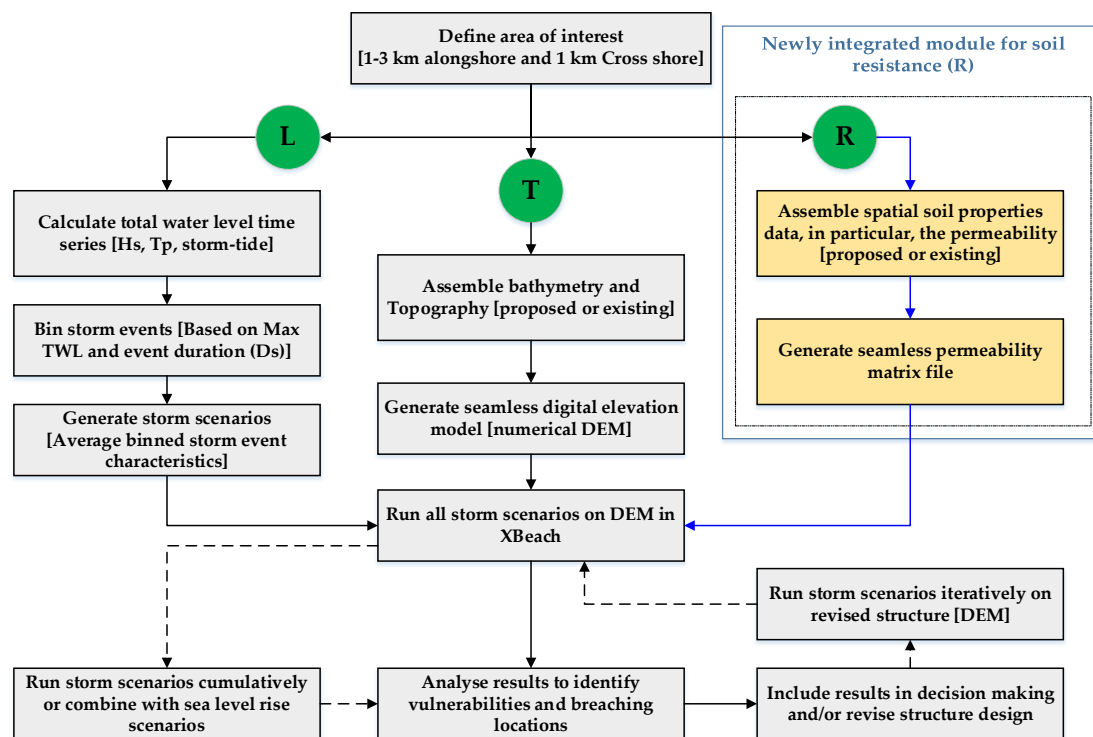 Define area of interest
[1-3 km alongshore and 1 km Cross shore]
Newly integrated module for soil
resistance (R)
L
T
R
Calculate total water level time
series [Hs, Tp, storm-tide]
Bin storm events [Based on Max
TWL and event duration (Ds)]
Generate storm scenarios
[Average binned storm event
characteristics]
Assemble bathymetry and
Topography [proposed or existing]
Generate seamless digital elevation
model [numerical DEM]
Assemble spatial soil properties
data, in particular, the permeability
[proposed or existing]
Generate seamless permeability
matrix file
Run all storm scenarios on DEM in
XBeach
Run storm scenarios iteratively on
revised structure [DEM]
Run storm scenarios cumulatively
or combine with sea level rise
scenarios
Analyse results to identify
vulnerabilities and breaching
locations
Include results in decision making
and/or revise structure design